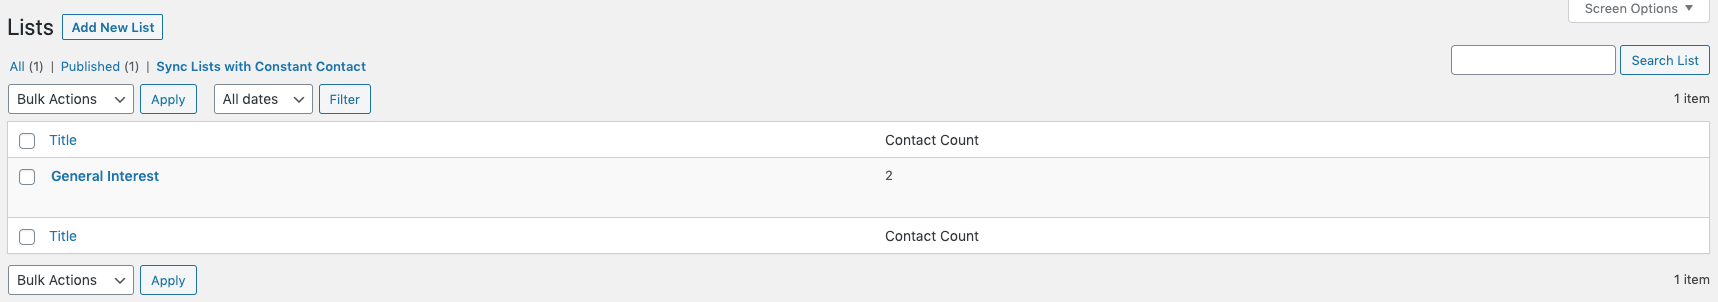 Screen Options
Lists Add New List
All (1) | Published (1) | Sync Lists with Constant Contact
Search List
Bulk Actions Apply All dates Filter 1 item
Title Contact Count
General Interest 2
Title Contact Count
Bulk Actions Apply 1 item